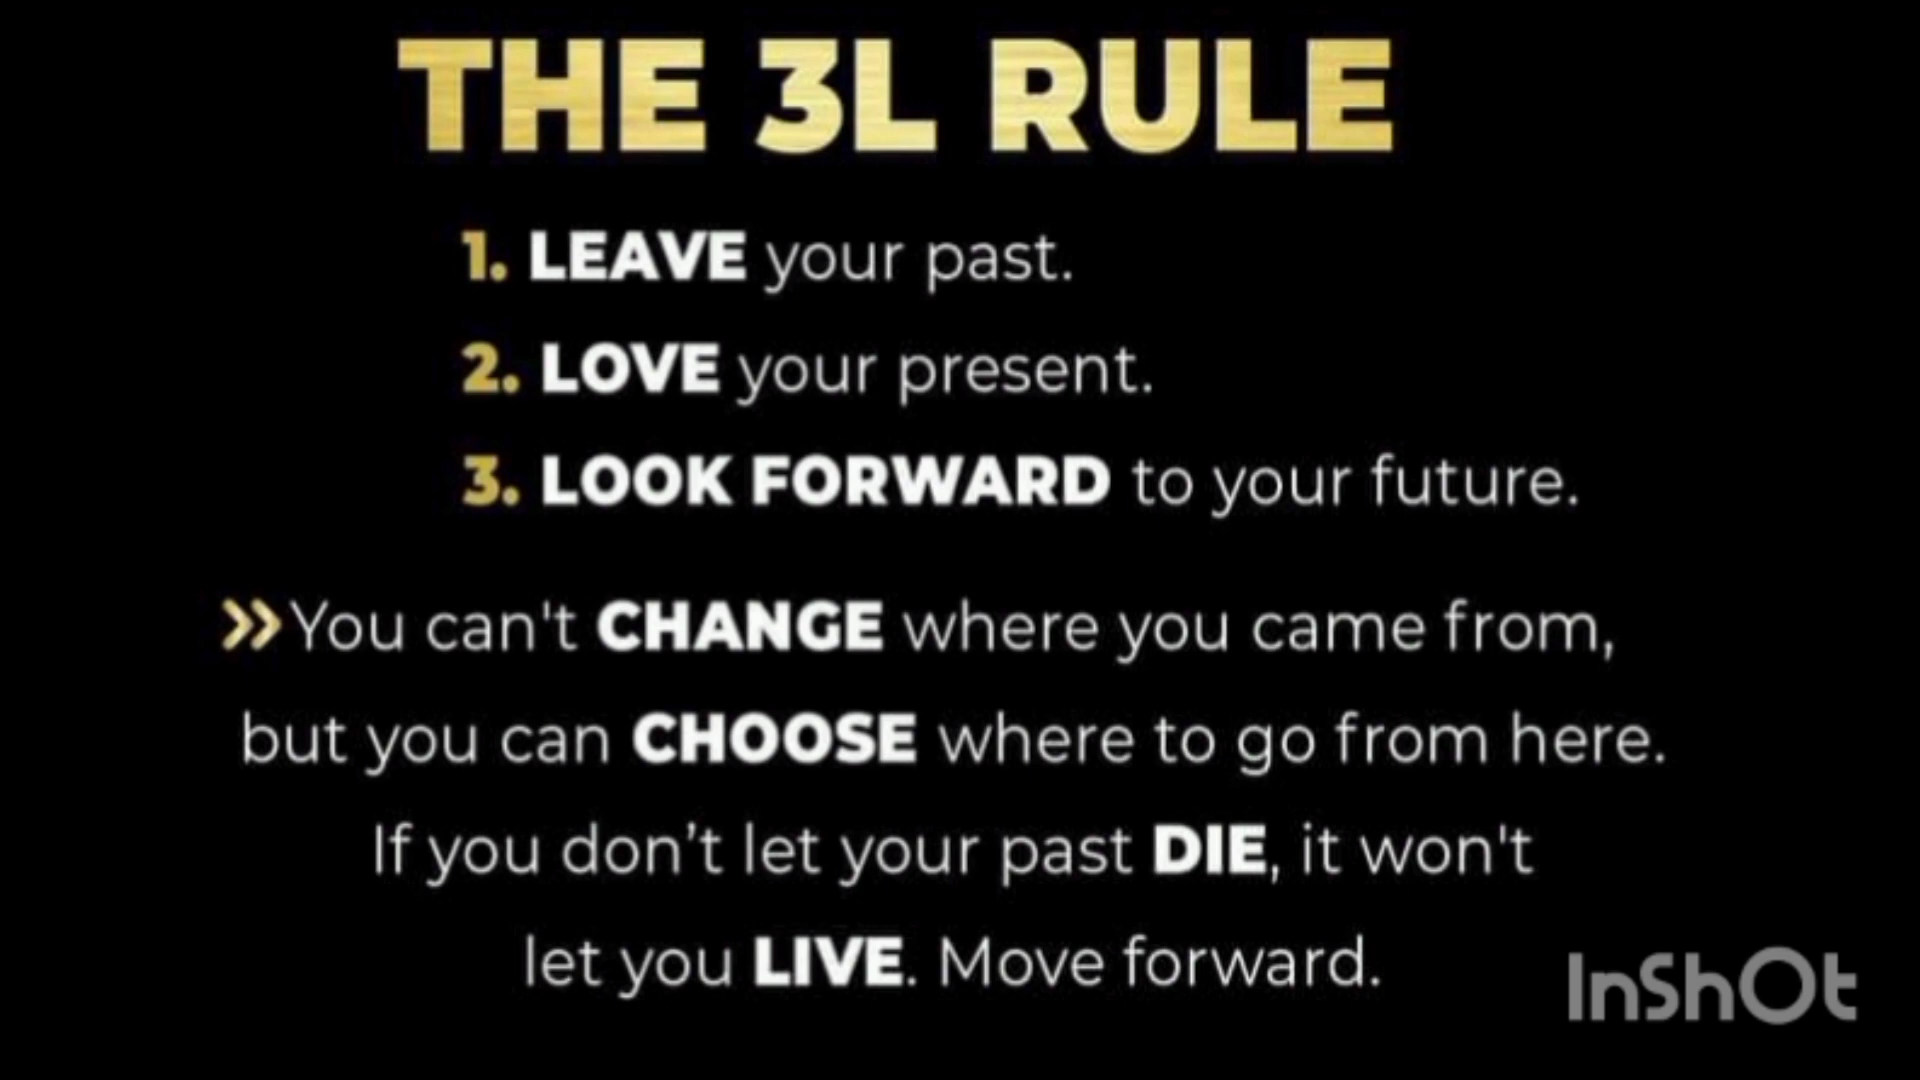 THE 3L RULE
1. LEAVE your past.
2. LOVE your present.
3. LOOK FORWARD to your future.
»You can't CHANGE where you came from,
but you can CHOOSE where to go from here.
If you don’t let your past DIE, it won't
let you LIVE. Move forward.
InShOt